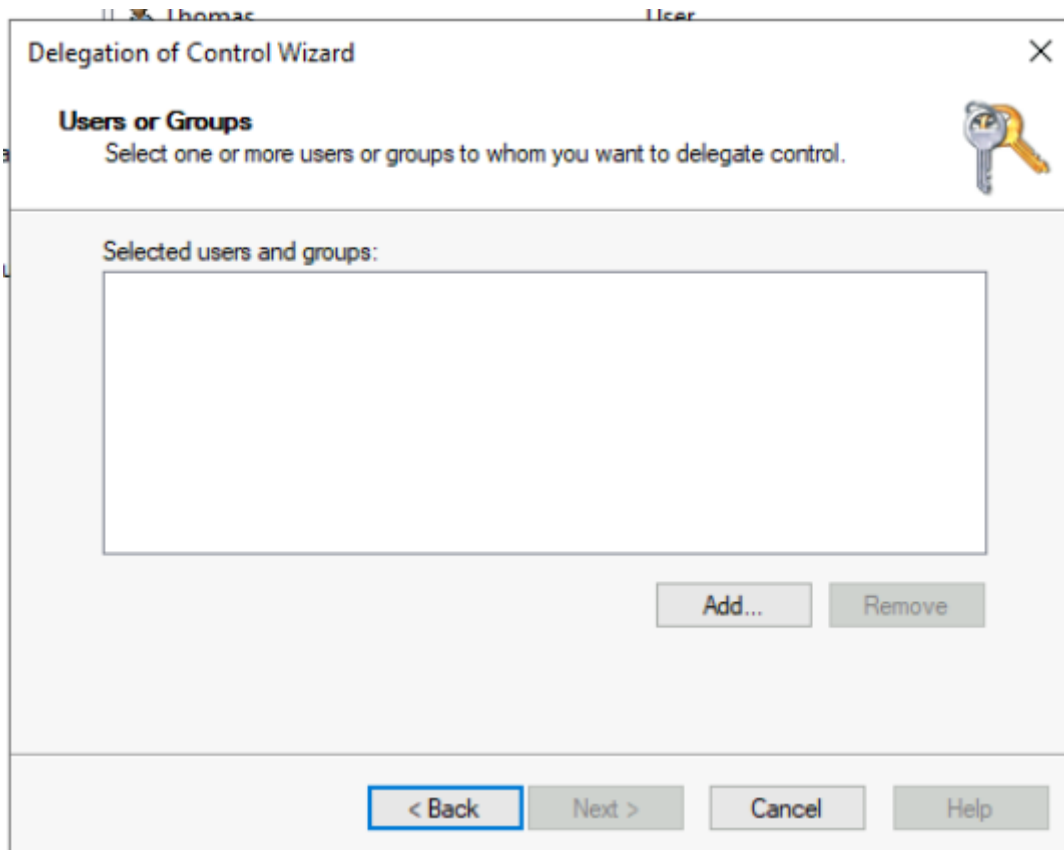 Thomas User
Delegation of Control Wizard
Users or Groups
Select one or more users or groups to whom you want to delegate control.
Selected users and groups:
Add...
Remove
< Back
Next >
Cancel
Help